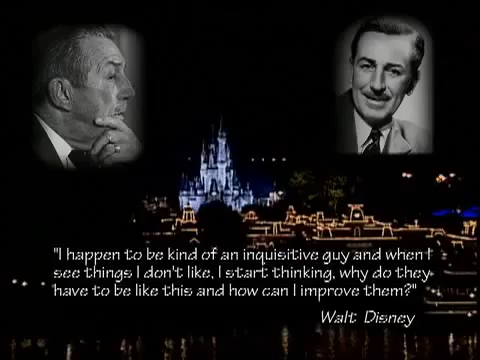 "I happen to be kind of an inquisitive guy and when I
see things I don't like, I start thinking, why do they
have to be like this and how can I improve them?"
Walt Disney